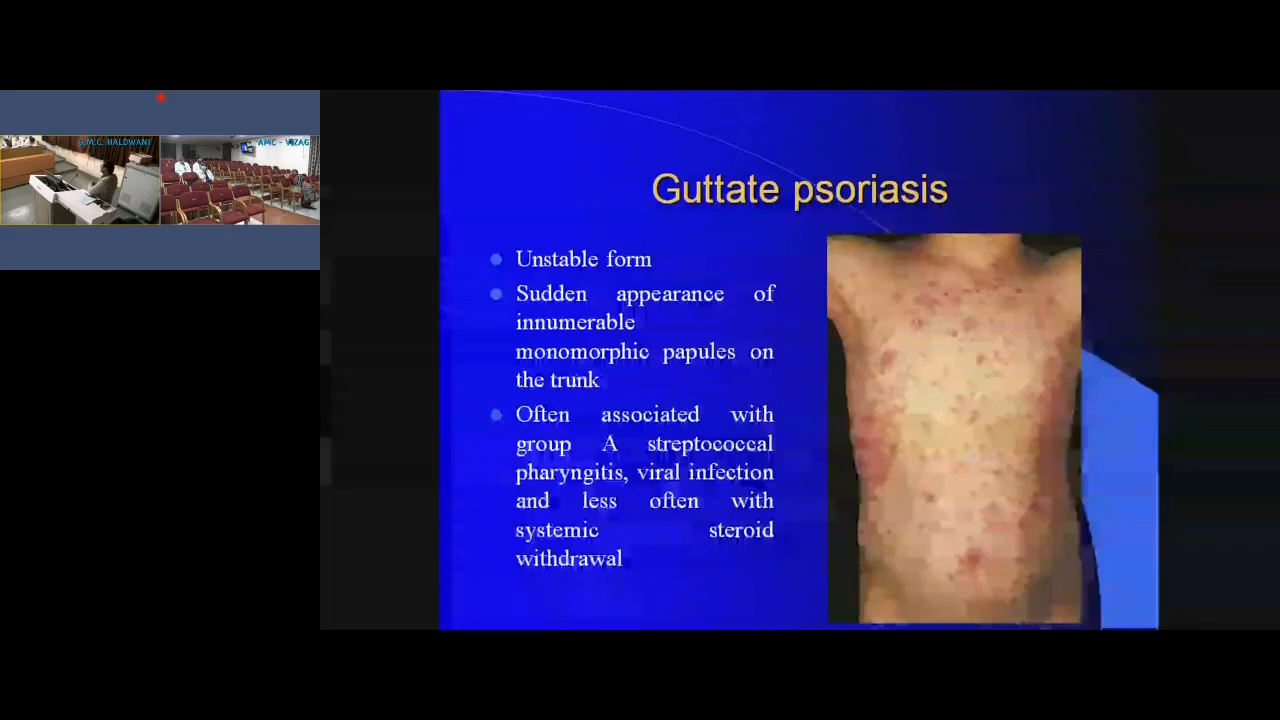 G.M.C. HALDWANI
AMC - VIZAG
Guttate psoriasis
Unstable form
Sudden appearance of
innumerable
monomorphic papules on
the trunk
Often associated with
group A streptococcal
pharyngitis, viral infection
and less often with
systemic steroid
withdrawal